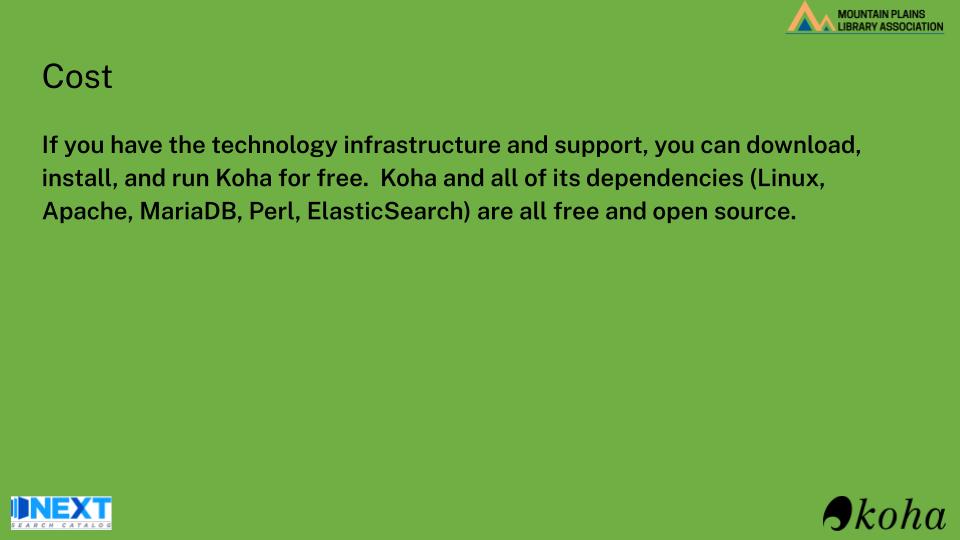 MOUNTAIN PLAINS
LIBRARY ASSOCIATION
Cost
If you have the technology infrastructure and support, you can download,
install, and run Koha for free.  Koha and all of its dependencies (Linux,
Apache, MariaDB, Perl, ElasticSearch) are all free and open source.
NEXT
SEARCH CATALOG
koha